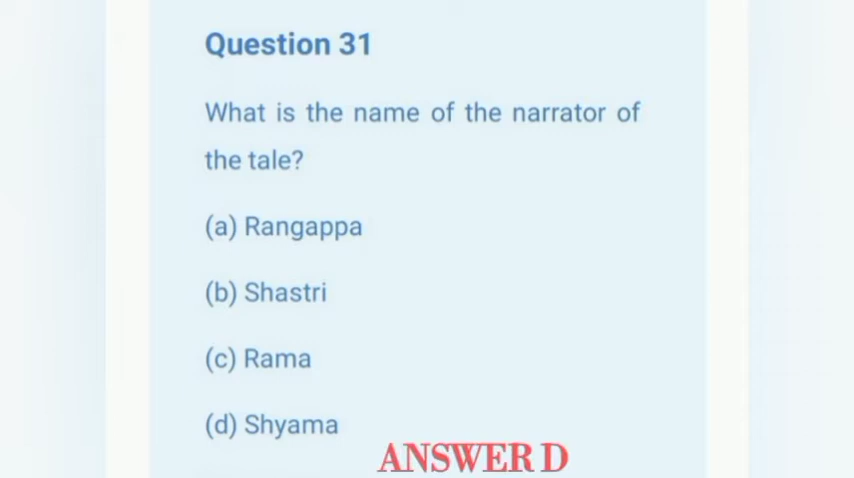 Question 31
What is the name of the narrator of
the tale?
(a) Rangappa
(b) Shastri
(c) Rama
(d) Shyama
ANSWER D